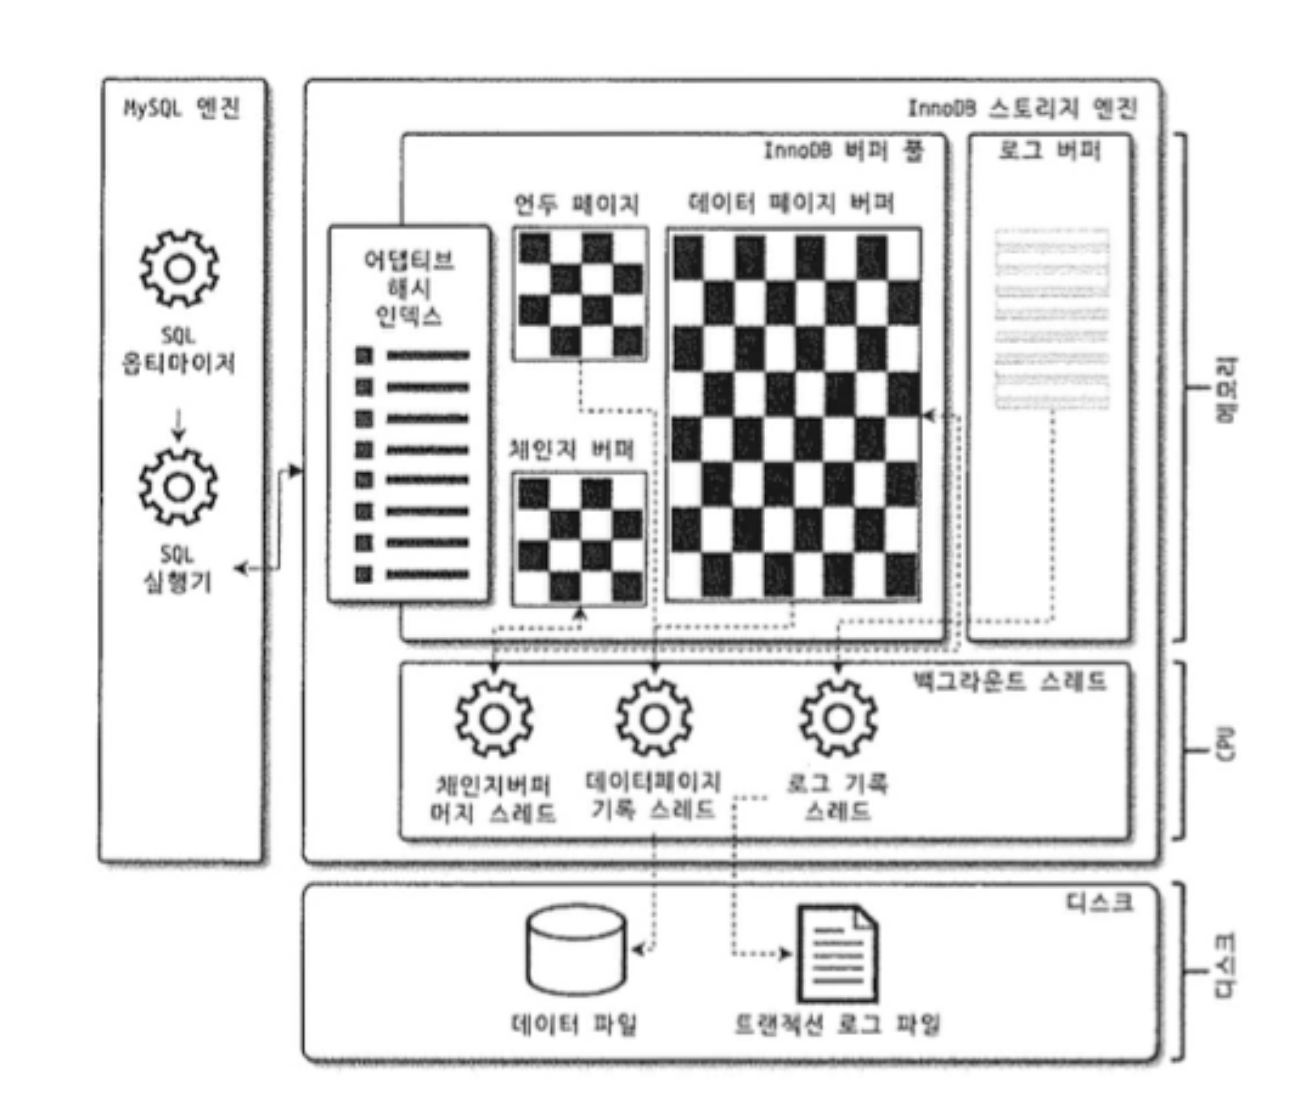 MySQL 엔진
SQL
옵티마이저
SQL
실행기
InnoDB 스토리지 엔진
InnoDB 버퍼 풀
로그 버퍼
어댑티브
해시
인덱스
언두 페이지
데이터 페이지 버퍼
체인지 버퍼
메모리
백그라운드 스레드
체인지버퍼
머지 스레드
데이터페이지
기록 스레드
로그 기록
스레드
CPU
디스크
데이터 파일
트랜젝션 로그 파일
디스크